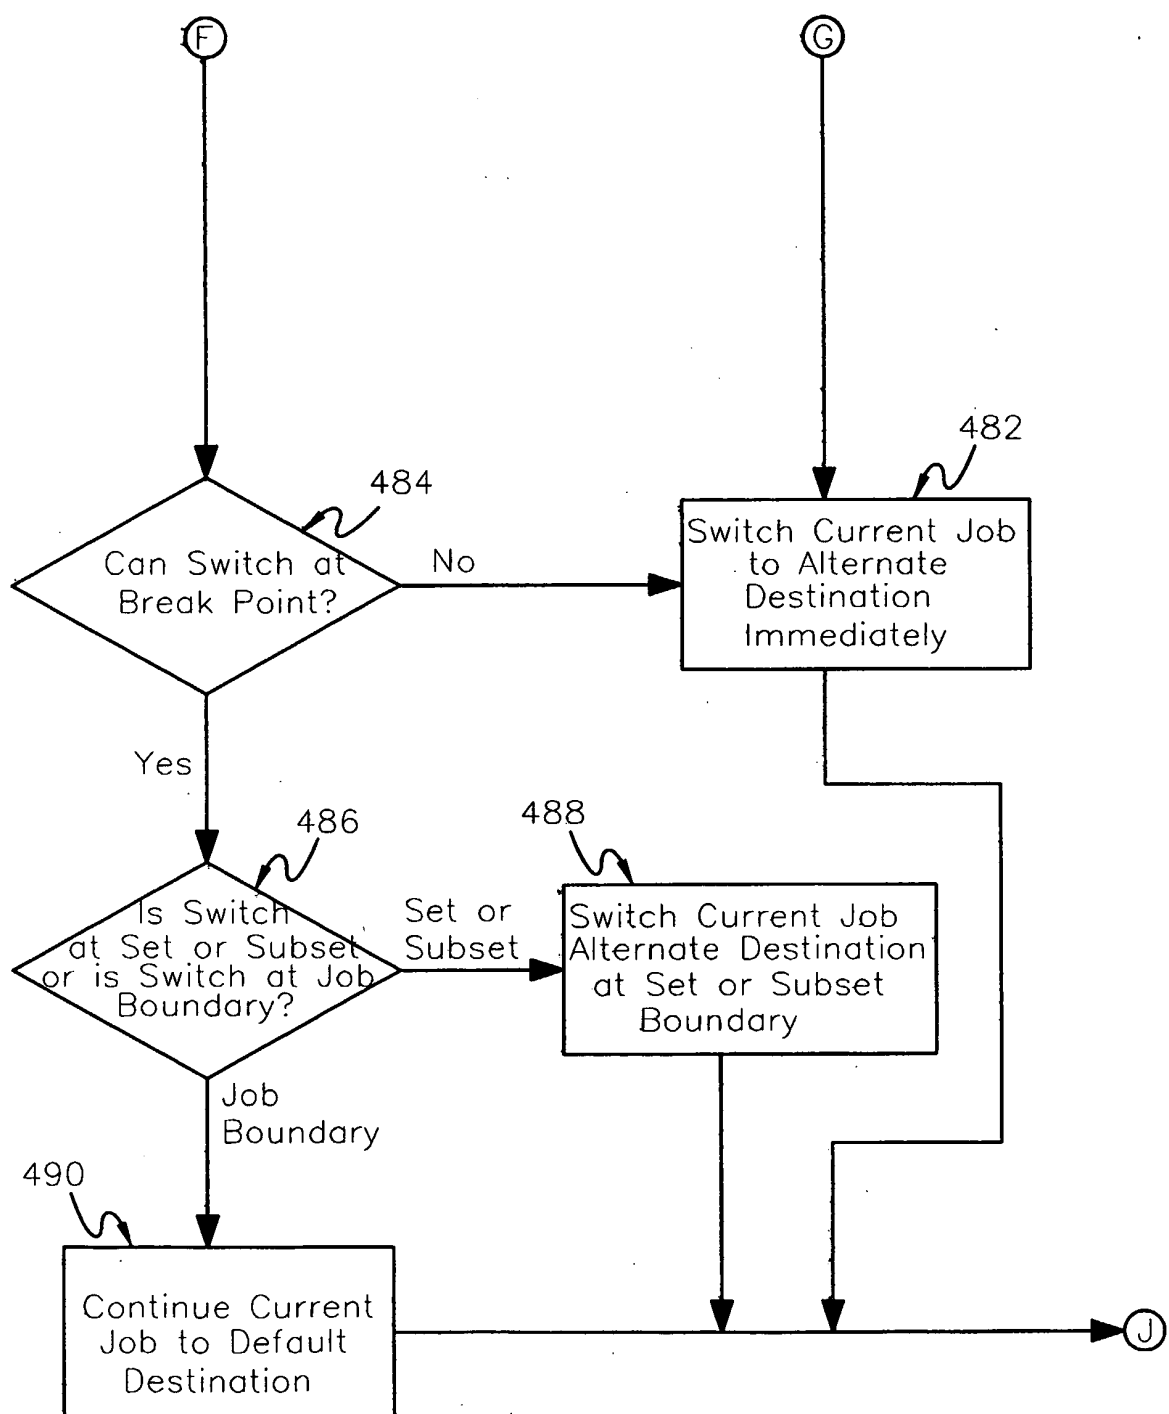 F
G
482
484
Can Switch at
Break Point?
No
Switch Current Job
to Alternate
Destination
Immediately
Yes
486
488
Is Switch
at Set or Subset
or is Switch at Job
Boundary?
Set or
Subset
Switch Current Job
Alternate Destination
at Set or Subset
Boundary
Job
Boundary
490
Continue Current
Job to Default
Destination
J